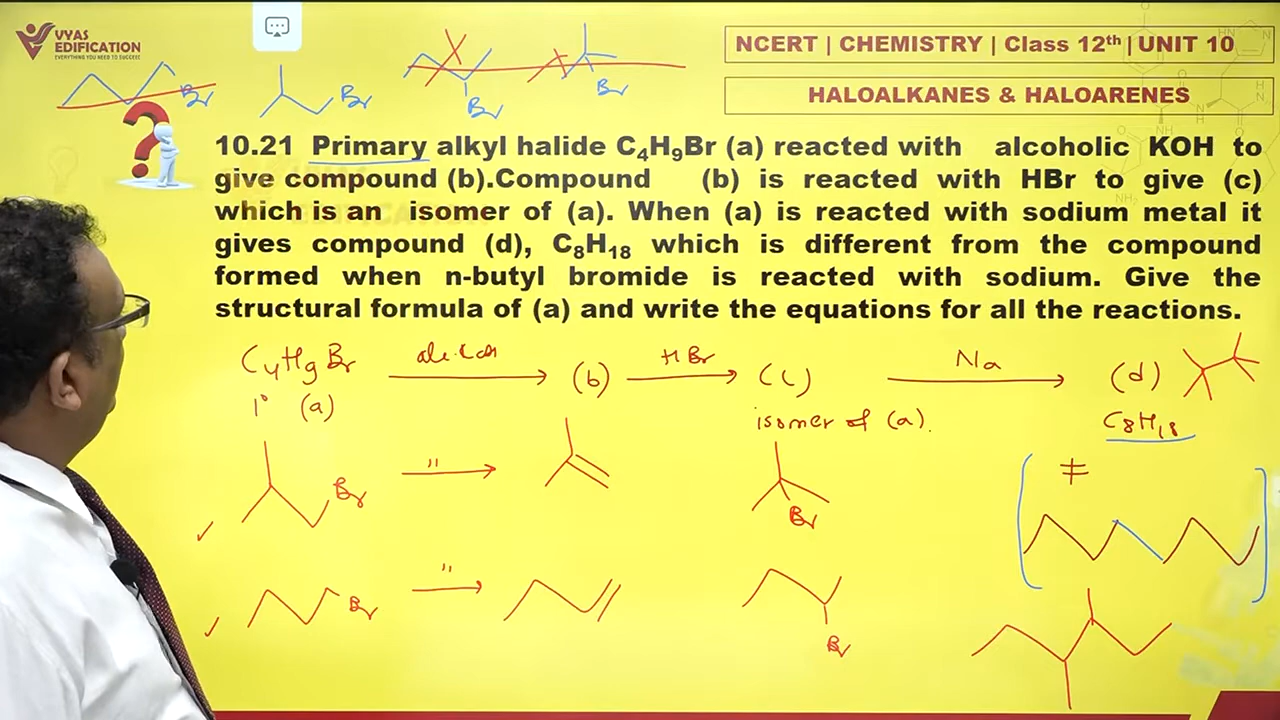 VYAS
EDIFICATION
EVERYTHING YOU NEED TO SUCCESS
NCERT | CHEMISTRY | Class 12th | UNIT 10
HALOALKANES & HALOARENES
Br
Br
Br
Br
10.21 Primary alkyl halide C₄H₉Br (a) reacted with alcoholic KOH to
give compound (b).Compound (b) is reacted with HBr to give (c)
which is an isomer of (a). When (a) is reacted with sodium metal it
gives compound (d), C₈H₁₈ which is different from the compound
formed when n-butyl bromide is reacted with sodium. Give the
structural formula of (a) and write the equations for all the reactions.
C₄H₉Br alc. KOH (b) HBr (c) Na (d)
1° (a) isomer of (a). C₈H₁₈
Br " Br ≠
Br " Br